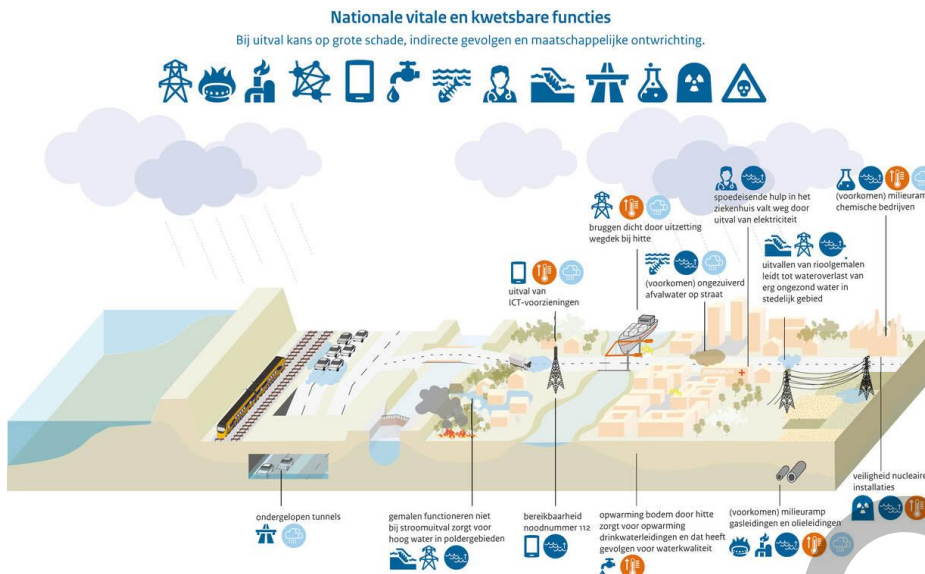 Nationale vitale en kwetsbare functies
Bij uitval kans op grote schade, indirecte gevolgen en maatschappelijke ontwrichting.
spoedeisende hulp in het
ziekenhuis valt weg door
uitval van elektriciteit
(voorkomen) milieuram
chemische bedrijven
bruggen dicht door uitzetting
wegdek bij hitte
uitvallen van rioolgemalen
leidt tot wateroverlast van
erg ongezond water in
stedelijk gebied
(voorkomen) ongezuiverd
afvalwater op straat
uitval van
ICT-voorzieningen
ondergelopen tunnels
gemalen functioneren niet
bij stroomuitval zorgt voor
hoog water in poldergebieden
bereikbaarheid
noodnummer 112
opwarming bodem door hitte
zorgt voor opwarming
drinkwaterleidingen en dat heeft
gevolgen voor waterkwaliteit
(voorkomen) milieuramp
gasleidingen en olieleidingen
veiligheid nucleaire
installaties